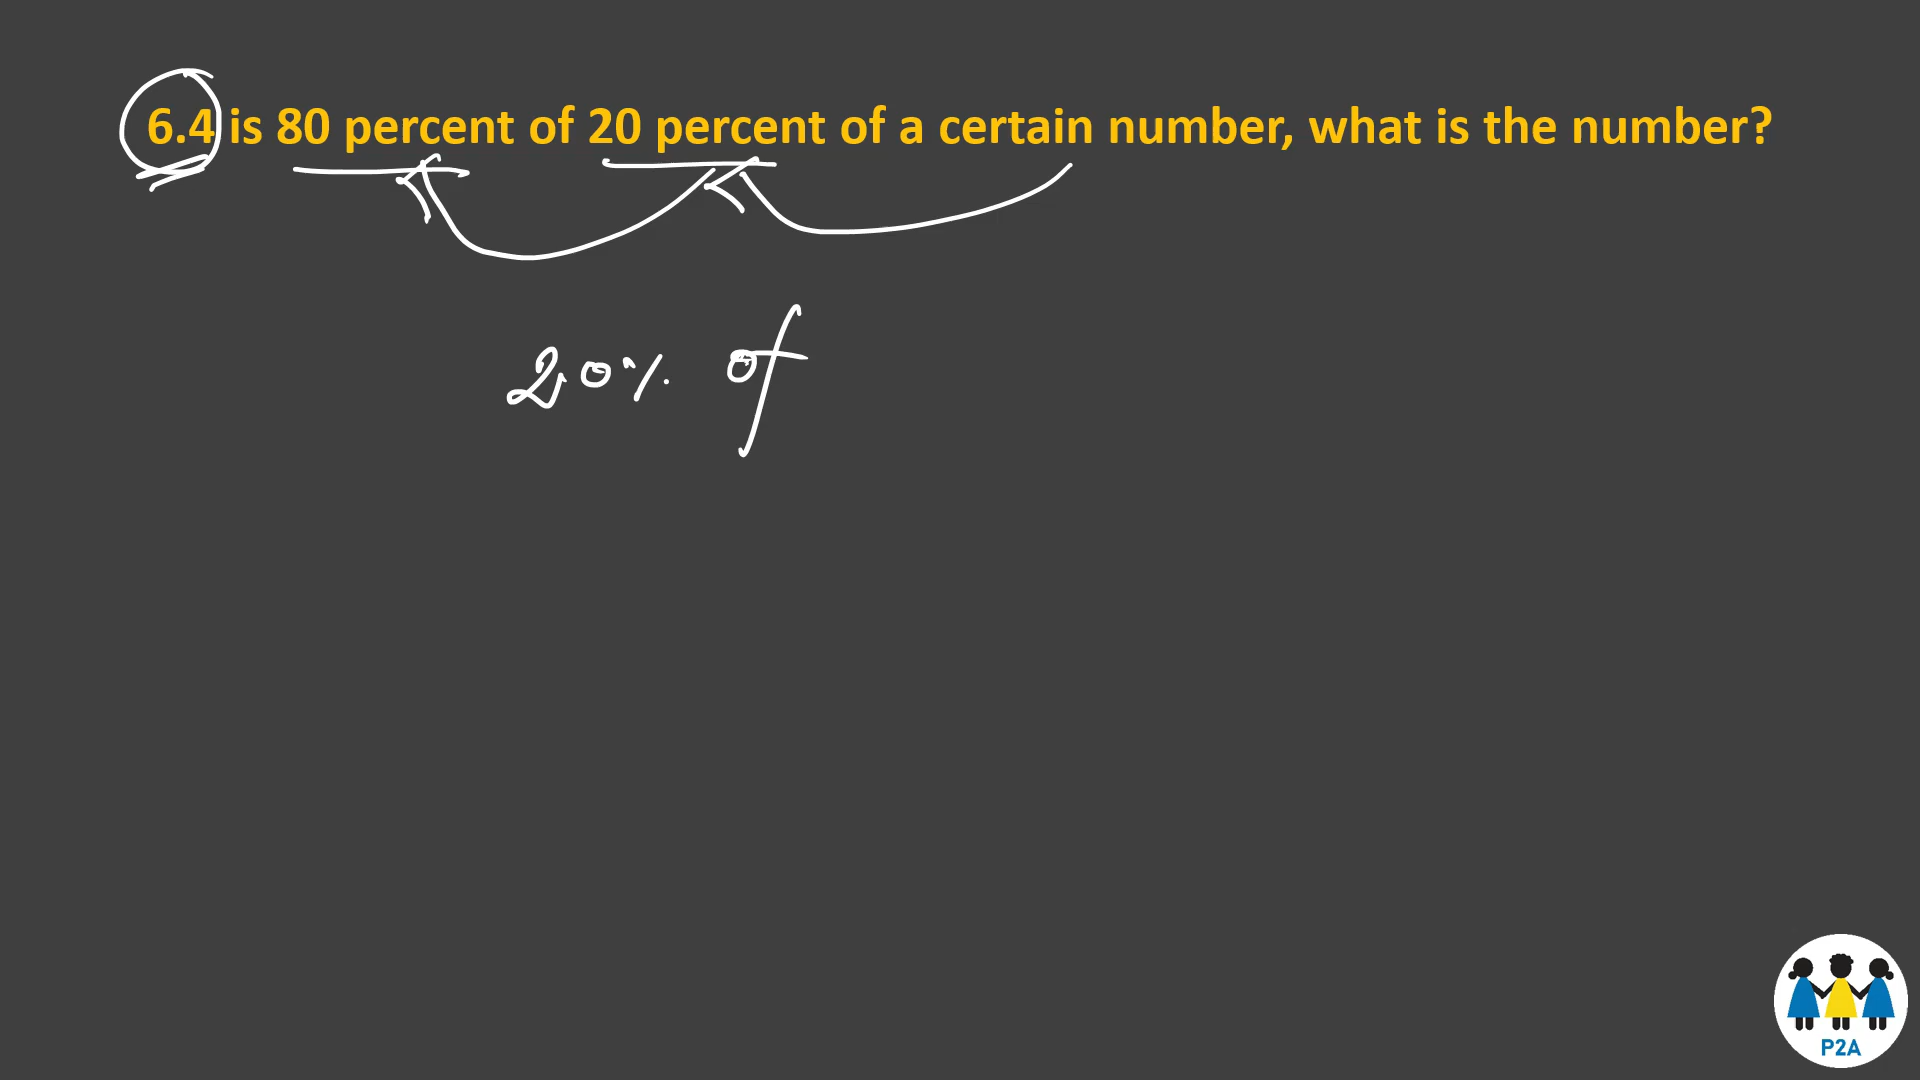 6.4 is 80 percent of 20 percent of a certain number, what is the number?
20% of
P2A